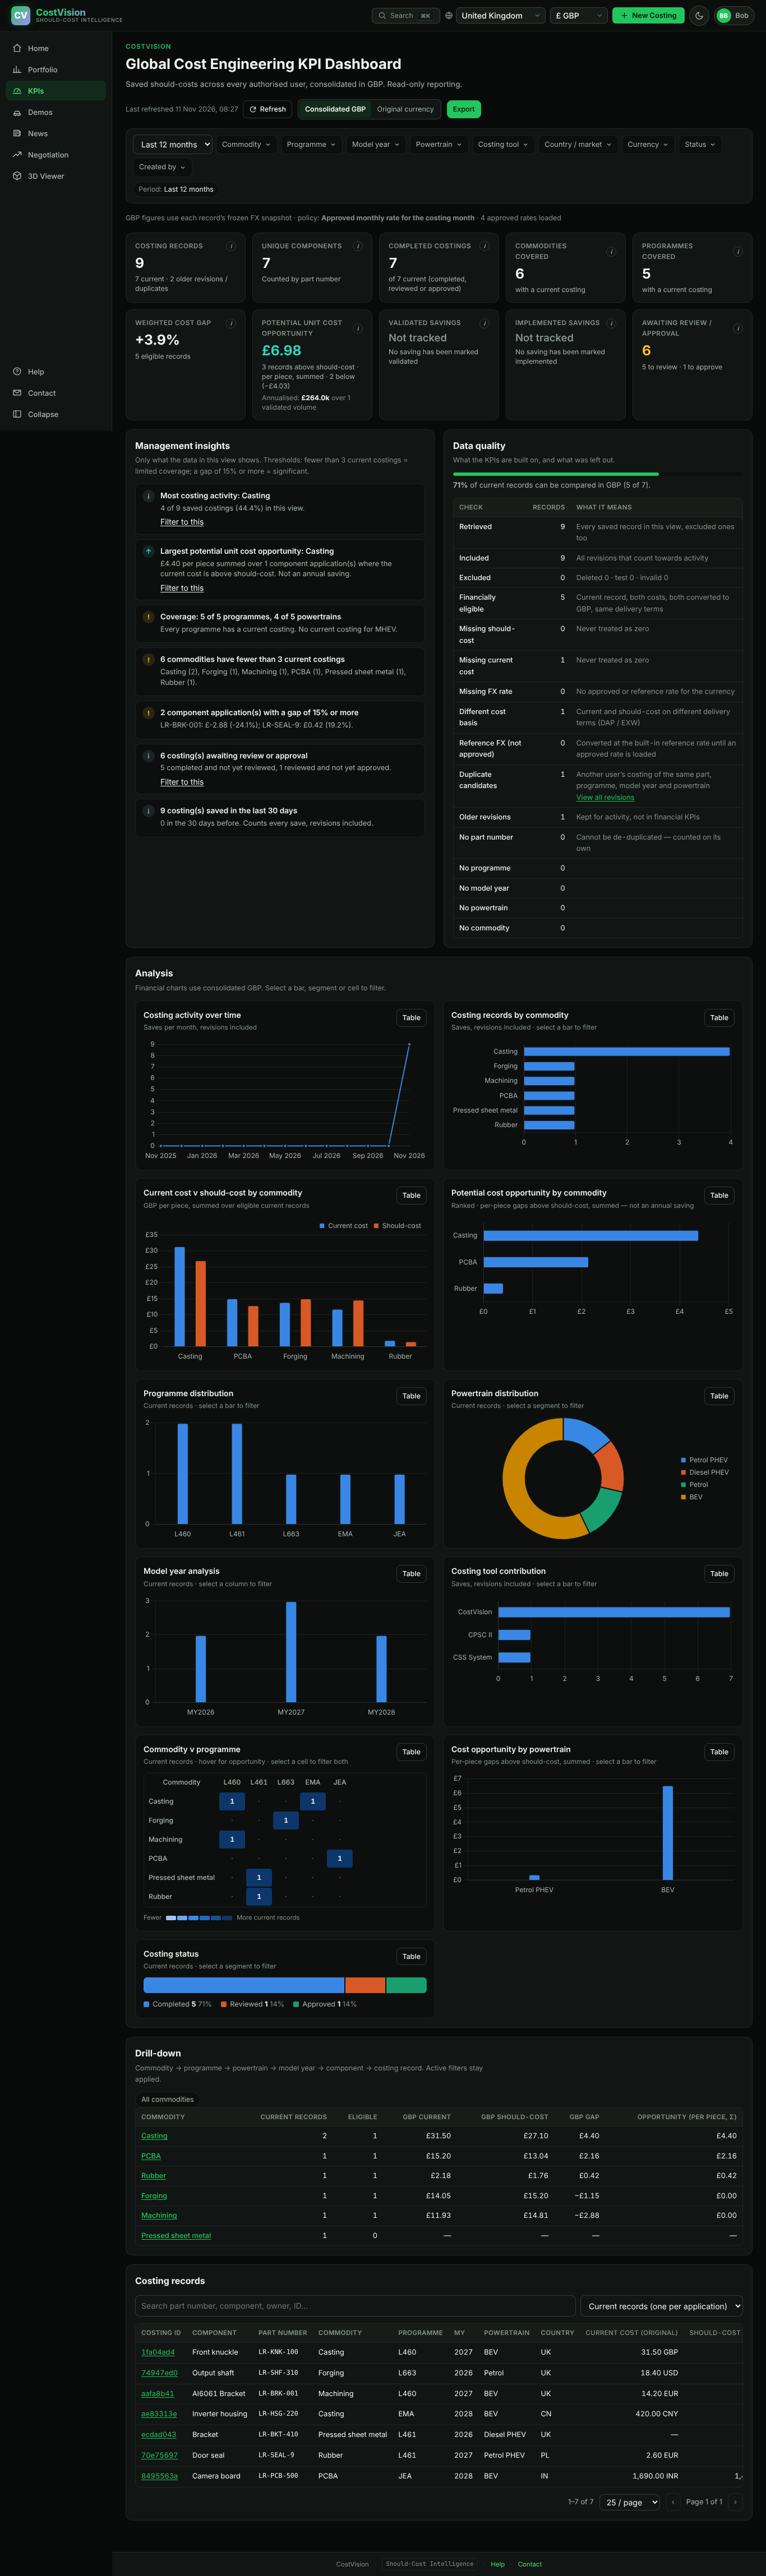 CV
CostVision
SHOULD-COST INTELLIGENCE
Search ⌘K
United Kingdom
£ GBP
+ New Costing
BB Bob
Home
Portfolio
KPIs
Demos
News
Negotiation
3D Viewer
Help
Contact
Collapse
COSTVISION
Global Cost Engineering KPI Dashboard
Saved should-costs across every authorised user, consolidated in GBP. Read-only reporting.
Last refreshed 11 Nov 2026, 08:27
Refresh
Consolidated GBP
Original currency
Export
Last 12 months
Commodity
Programme
Model year
Powertrain
Costing tool
Country / market
Currency
Status
Created by
Period: Last 12 months
GBP figures use each record's frozen FX snapshot · policy: Approved monthly rate for the costing month · 4 approved rates loaded
COSTING RECORDS i
9
7 current · 2 older revisions /
duplicates
UNIQUE COMPONENTS i
7
Counted by part number
COMPLETED COSTINGS i
7
of 7 current (completed,
reviewed or approved)
COMMODITIES
COVERED i
6
with a current costing
PROGRAMMES
COVERED i
5
with a current costing
WEIGHTED COST GAP i
+3.9%
5 eligible records
POTENTIAL UNIT COST
OPPORTUNITY i
£6.98
3 records above should-cost ·
per piece, summed · 2 below
(−£4.03)
Annualised: £264.0k over 1
validated volume
VALIDATED SAVINGS i
Not tracked
No saving has been marked
validated
IMPLEMENTED SAVINGS i
Not tracked
No saving has been marked
implemented
AWAITING REVIEW /
APPROVAL i
6
5 to review · 1 to approve
Management insights
Only what the data in this view shows. Thresholds: fewer than 3 current costings =
limited coverage; a gap of 15% or more = significant.
i Most costing activity: Casting
4 of 9 saved costings (44.4%) in this view.
Filter to this
↑ Largest potential unit cost opportunity: Casting
£4.40 per piece summed over 1 component application(s) where the
current cost is above should-cost. Not an annual saving.
Filter to this
! Coverage: 5 of 5 programmes, 4 of 5 powertrains
Every programme has a current costing. No current costing for MHEV.
! 6 commodities have fewer than 3 current costings
Casting (2), Forging (1), Machining (1), PCBA (1), Pressed sheet metal (1),
Rubber (1).
! 2 component application(s) with a gap of 15% or more
LR-BRK-001: £-2.88 (-24.1%); LR-SEAL-9: £0.42 (19.2%).
i 6 costing(s) awaiting review or approval
5 completed and not yet reviewed, 1 reviewed and not yet approved.
Filter to this
i 9 costing(s) saved in the last 30 days
0 in the 30 days before. Counts every save, revisions included.
Data quality
What the KPIs are built on, and what was left out.
71% of current records can be compared in GBP (5 of 7).
CHECK RECORDS WHAT IT MEANS
Retrieved 9 Every saved record in this view, excluded ones
too
Included 9 All revisions that count towards activity
Excluded 0 Deleted 0 · test 0 · invalid 0
Financially
eligible
5 Current record, both costs, both converted to
GBP, same delivery terms
Missing should-
cost
0 Never treated as zero
Missing current
cost
1 Never treated as zero
Missing FX rate 0 No approved or reference rate for the currency
Different cost
basis
1 Current and should-cost on different delivery
terms (DAP / EXW)
Reference FX (not
approved)
0 Converted at the built-in reference rate until an
approved rate is loaded
Duplicate
candidates
1 Another user's costing of the same part,
programme, model year and powertrain
View all revisions
Older revisions 1 Kept for activity, not in financial KPIs
No part number 0 Cannot be de-duplicated — counted on its
own
No programme 0
No model year 0
No powertrain 0
No commodity 0
Analysis
Financial charts use consolidated GBP. Select a bar, segment or cell to filter.
Costing activity over time
Saves per month, revisions included
Table
9
8
7
6
5
4
3
2
1
0
Nov 2025 Jan 2026 Mar 2026 May 2026 Jul 2026 Sep 2026 Nov 2026
Costing records by commodity
Saves, revisions included · select a bar to filter
Table
Casting
Forging
Machining
PCBA
Pressed sheet metal
Rubber
0 1 2 3 4
Current cost v should-cost by commodity
GBP per piece, summed over eligible current records
Table
Current cost Should-cost
£35
£30
£25
£20
£15
£10
£5
£0
Casting PCBA Forging Machining Rubber
Potential cost opportunity by commodity
Ranked · per-piece gaps above should-cost, summed — not an annual saving
Table
Casting
PCBA
Rubber
£0 £1 £2 £3 £4 £5
Programme distribution
Current records · select a bar to filter
Table
2
1
0
L460 L461 L663 EMA JEA
Powertrain distribution
Current records · select a segment to filter
Table
Petrol PHEV
Diesel PHEV
Petrol
BEV
Model year analysis
Current records · select a column to filter
Table
3
2
1
0
MY2026 MY2027 MY2028
Costing tool contribution
Saves, revisions included · select a bar to filter
Table
CostVision
CPSC II
CSS System
0 1 2 3 4 5 6 7
Commodity v programme
Current records · hover for opportunity · select a cell to filter both
Table
Commodity L460 L461 L663 EMA JEA
Casting 1 · · 1 ·
Forging · · 1 · ·
Machining 1 · · · ·
PCBA · · · · 1
Pressed sheet metal · 1 · · ·
Rubber · 1 · · ·
Fewer More current records
Cost opportunity by powertrain
Per-piece gaps above should-cost, summed · select a bar to filter
Table
£7
£6
£5
£4
£3
£2
£1
£0
Petrol PHEV BEV
Costing status
Current records · select a segment to filter
Table
Completed 5 71% Reviewed 1 14% Approved 1 14%
Drill-down
Commodity → programme → powertrain → model year → component → costing record. Active filters stay
applied.
All commodities
COMMODITY CURRENT RECORDS ELIGIBLE GBP CURRENT GBP SHOULD-COST GBP GAP OPPORTUNITY (PER PIECE, Σ)
Casting 2 1 £31.50 £27.10 £4.40 £4.40
PCBA 1 1 £15.20 £13.04 £2.16 £2.16
Rubber 1 1 £2.18 £1.76 £0.42 £0.42
Forging 1 1 £14.05 £15.20 −£1.15 £0.00
Machining 1 1 £11.93 £14.81 −£2.88 £0.00
Pressed sheet metal 1 0 — — — —
Costing records
Search part number, component, owner, ID...
Current records (one per application)
COSTING ID COMPONENT PART NUMBER COMMODITY PROGRAMME MY POWERTRAIN COUNTRY CURRENT COST (ORIGINAL) SHOULD-COST
1fa04ad4 Front knuckle LR-KNK-100 Casting L460 2027 BEV UK 31.50 GBP
74947ed0 Output shaft LR-SHF-310 Forging L663 2026 Petrol UK 18.40 USD
aafa8b41 Al6061 Bracket LR-BRK-001 Machining L460 2027 BEV UK 14.20 EUR
ae83313e Inverter housing LR-HSG-220 Casting EMA 2028 BEV CN 420.00 CNY
ecdad043 Bracket LR-BKT-410 Pressed sheet metal L461 2026 Diesel PHEV UK —
70e75697 Door seal LR-SEAL-9 Rubber L461 2027 Petrol PHEV PL 2.60 EUR
8495563a Camera board LR-PCB-500 PCBA JEA 2028 BEV IN 1,690.00 INR 1,
1–7 of 7
25 / page
‹ Page 1 of 1 ›
CostVision · Should-Cost Intelligence · Help · Contact